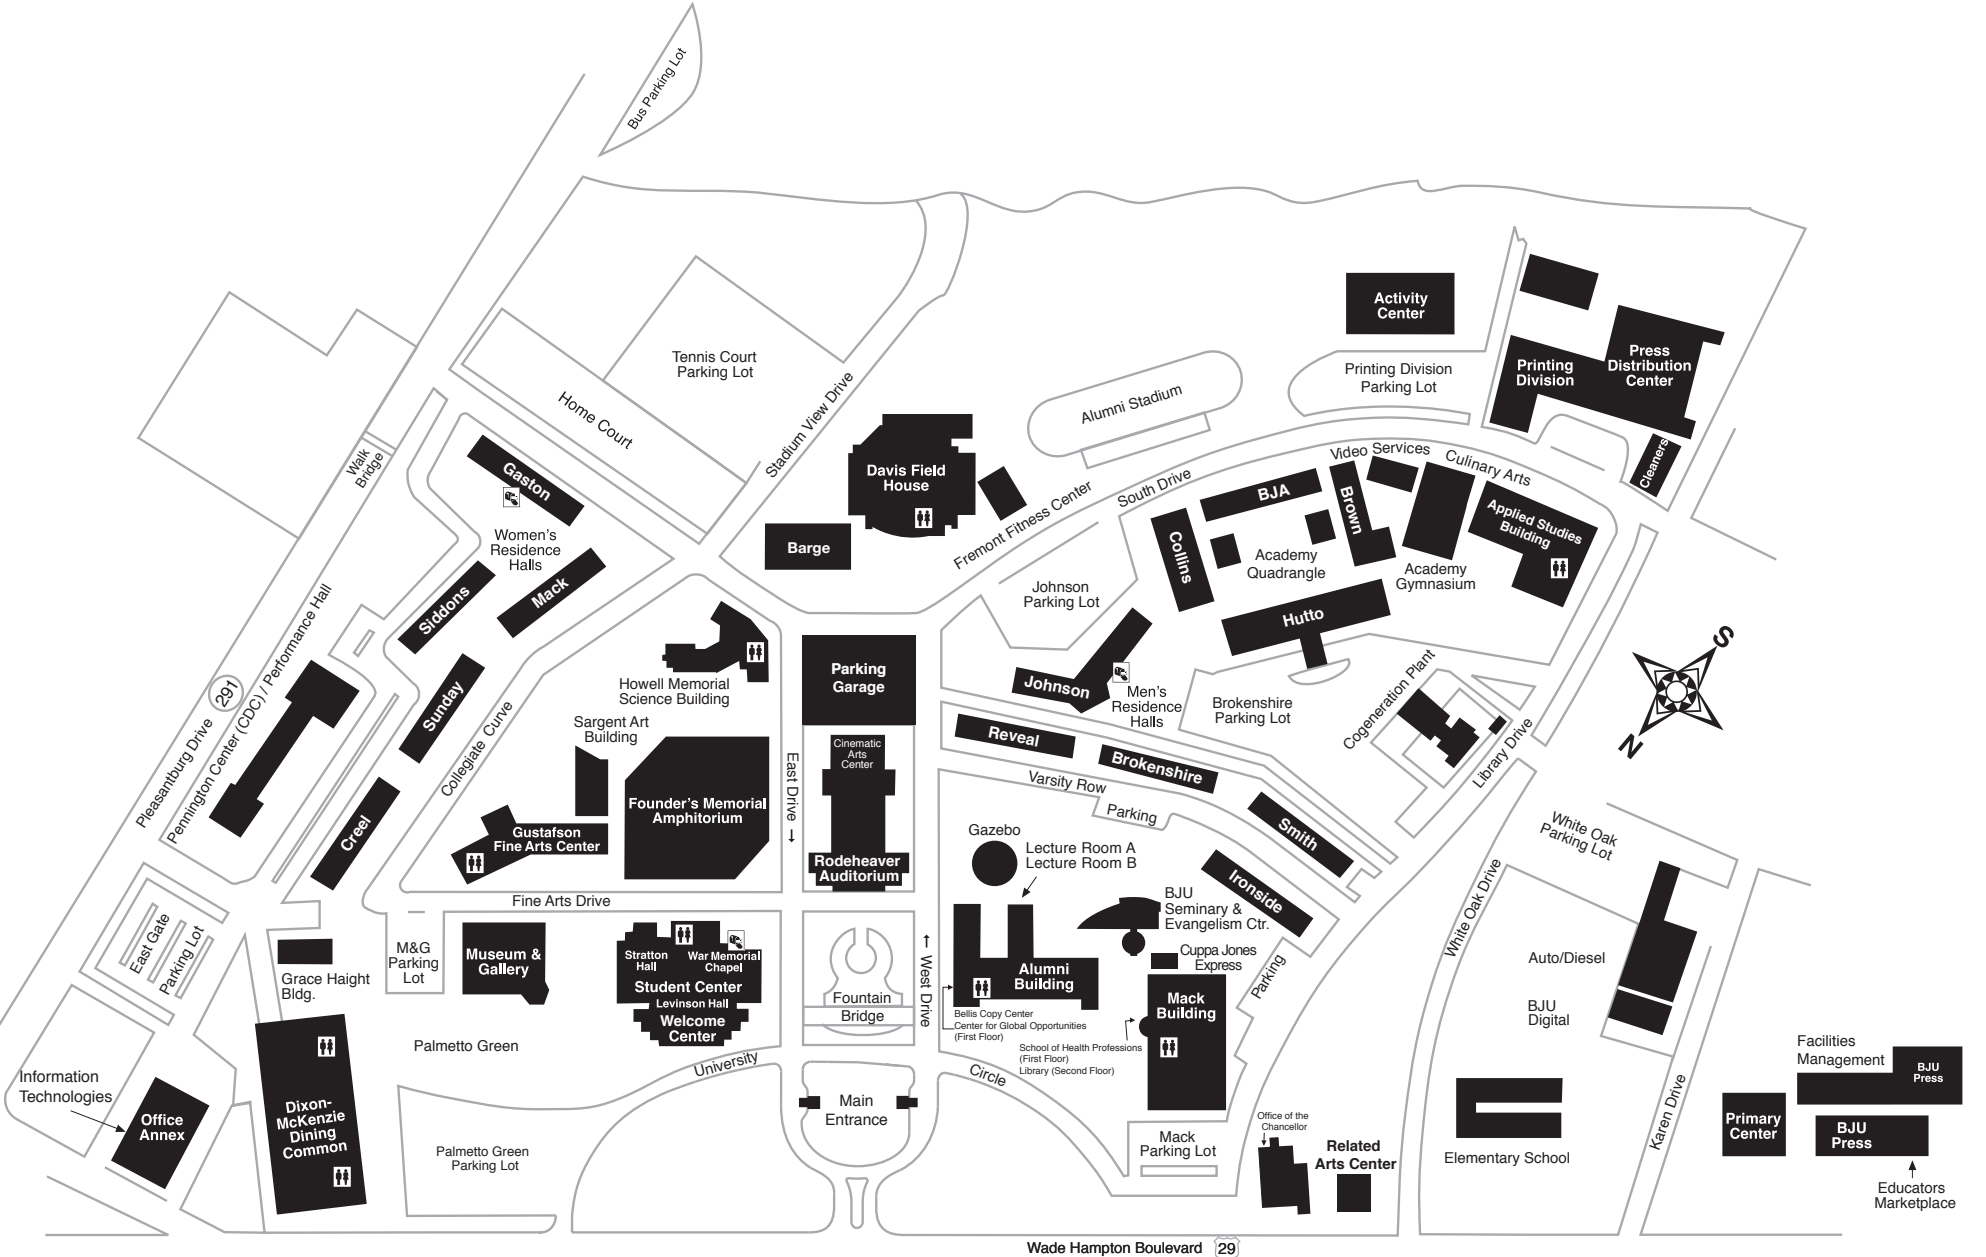 Bus Parking Lot
Tennis Court
Parking Lot
Home Court
Stadium View Drive
Walk
Bridge
Gaston
Women's
Residence
Halls
Siddons
Mack
Sunday
Creel
Pleasantburg Drive
291
Pennington Center (CDC) / Performance Hall
Collegiate Curve
Davis Field
House
Barge
Fremont Fitness Center
South Drive
Alumni Stadium
Activity
Center
Printing Division
Parking Lot
Printing
Division
Press
Distribution
Center
Cleaners
Video Services
Culinary Arts
BJA
Brown
Collins
Academy
Quadrangle
Academy
Gymnasium
Applied Studies
Building
Hutto
Johnson
Parking Lot
Johnson
Men's
Residence
Halls
Brokenshire
Parking Lot
Cogeneration Plant
Library Drive
S
N
Howell Memorial
Science Building
Sargent Art
Building
Parking
Garage
Cinematic
Arts
Center
East Drive
Founder's Memorial
Amphitorium
Gustafson
Fine Arts Center
Rodeheaver
Auditorium
Fine Arts Drive
Reveal
Brokenshire
Varsity Row
Parking
Smith
Ironside
Gazebo
Lecture Room A
Lecture Room B
BJU
Seminary &
Evangelism Ctr.
Cuppa Jones
Express
Parking
White Oak Drive
White Oak
Parking Lot
Auto/Diesel
BJU
Digital
East Gate
Parking Lot
Grace Haight
Bldg.
M&G
Parking
Lot
Museum &
Gallery
Stratton
Hall
War Memorial
Chapel
Student Center
Levinson Hall
Welcome
Center
Fountain
Bridge
West Drive
Alumni
Building
Bellis Copy Center
Center for Global Opportunities
(First Floor)
Mack
Building
School of Health Professions
(First Floor)
Library (Second Floor)
Palmetto Green
University
Circle
Main
Entrance
Information
Technologies
Office
Annex
Dixon-
McKenzie
Dining
Common
Palmetto Green
Parking Lot
Mack
Parking Lot
Office of the
Chancellor
Related
Arts Center
Elementary School
Karen Drive
Facilities
Management
BJU
Press
Primary
Center
BJU
Press
Educators
Marketplace
Wade Hampton Boulevard 29